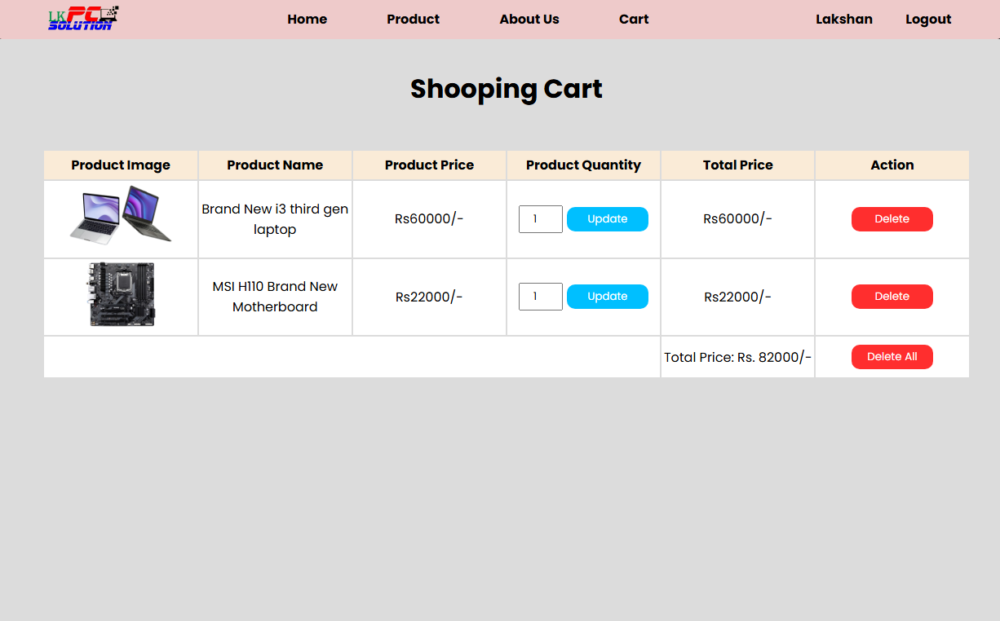 LK PC
SOLUTION
Home Product About Us Cart Lakshan Logout
Shooping Cart
Product Image Product Name Product Price Product Quantity Total Price Action
Brand New i3 third gen
laptop
Rs60000/- 1 Update Rs60000/- Delete
MSI H110 Brand New
Motherboard
Rs22000/- 1 Update Rs22000/- Delete
Total Price: Rs. 82000/- Delete All